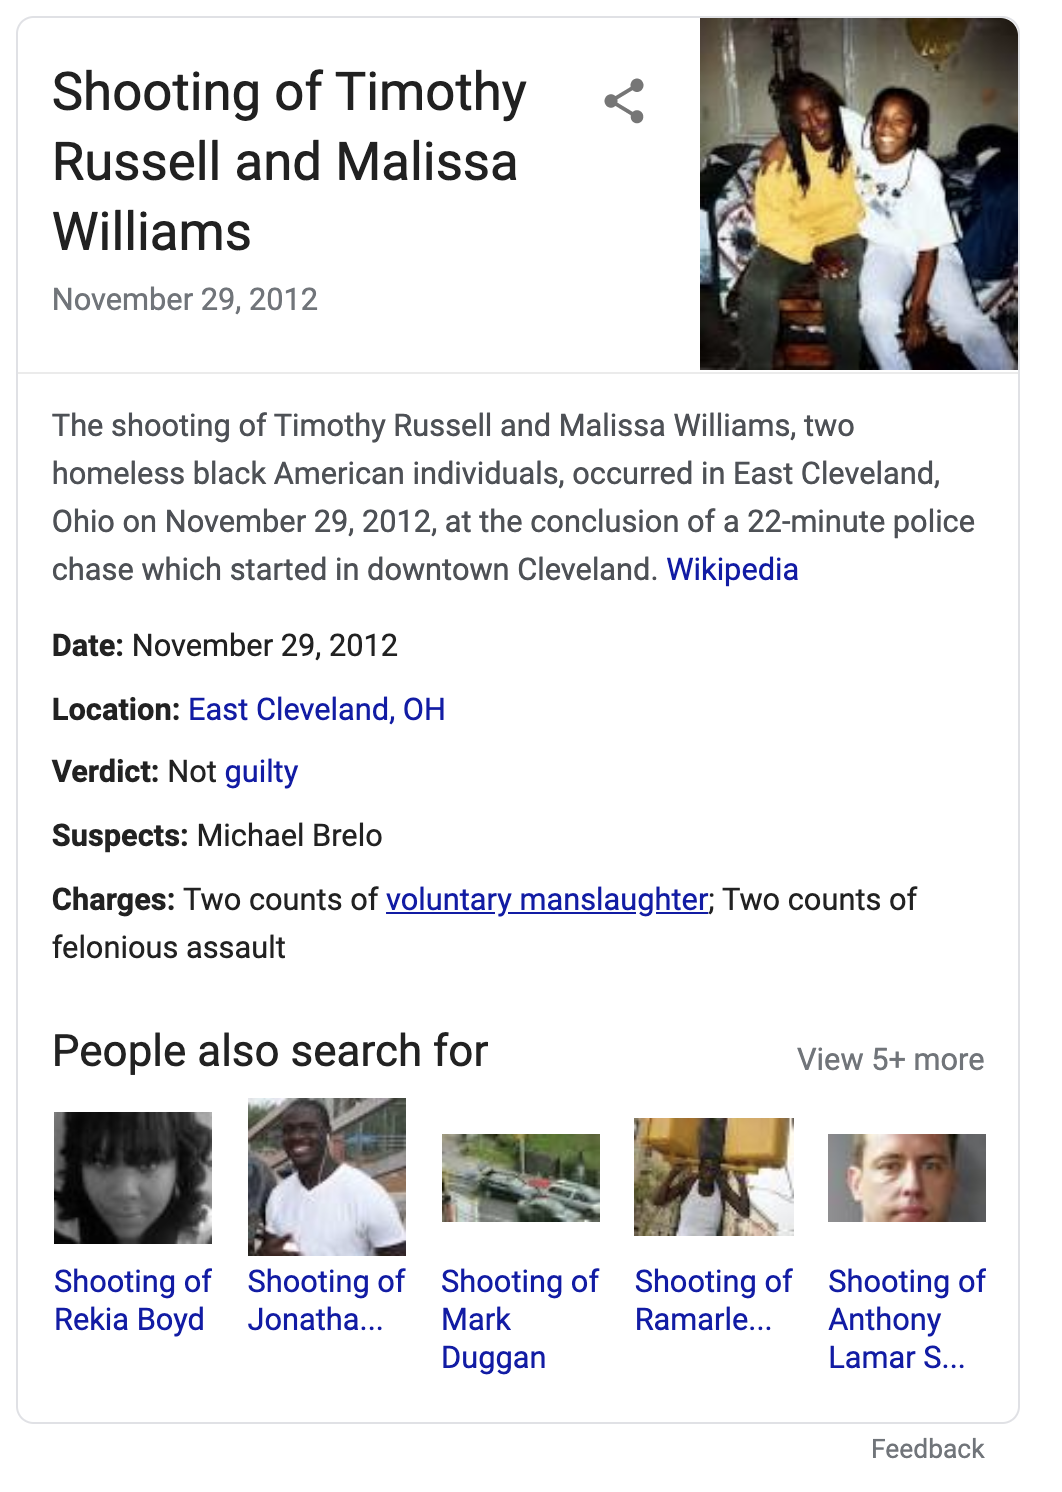 Shooting of Timothy
Russell and Malissa
Williams
November 29, 2012
The shooting of Timothy Russell and Malissa Williams, two
homeless black American individuals, occurred in East Cleveland,
Ohio on November 29, 2012, at the conclusion of a 22-minute police
chase which started in downtown Cleveland. Wikipedia
Date: November 29, 2012
Location: East Cleveland, OH
Verdict: Not guilty
Suspects: Michael Brelo
Charges: Two counts of voluntary manslaughter; Two counts of
felonious assault
People also search for
View 5+ more
Shooting of
Rekia Boyd
Shooting of
Jonatha...
Shooting of
Mark
Duggan
Shooting of
Ramarle...
Shooting of
Anthony
Lamar S...
Feedback